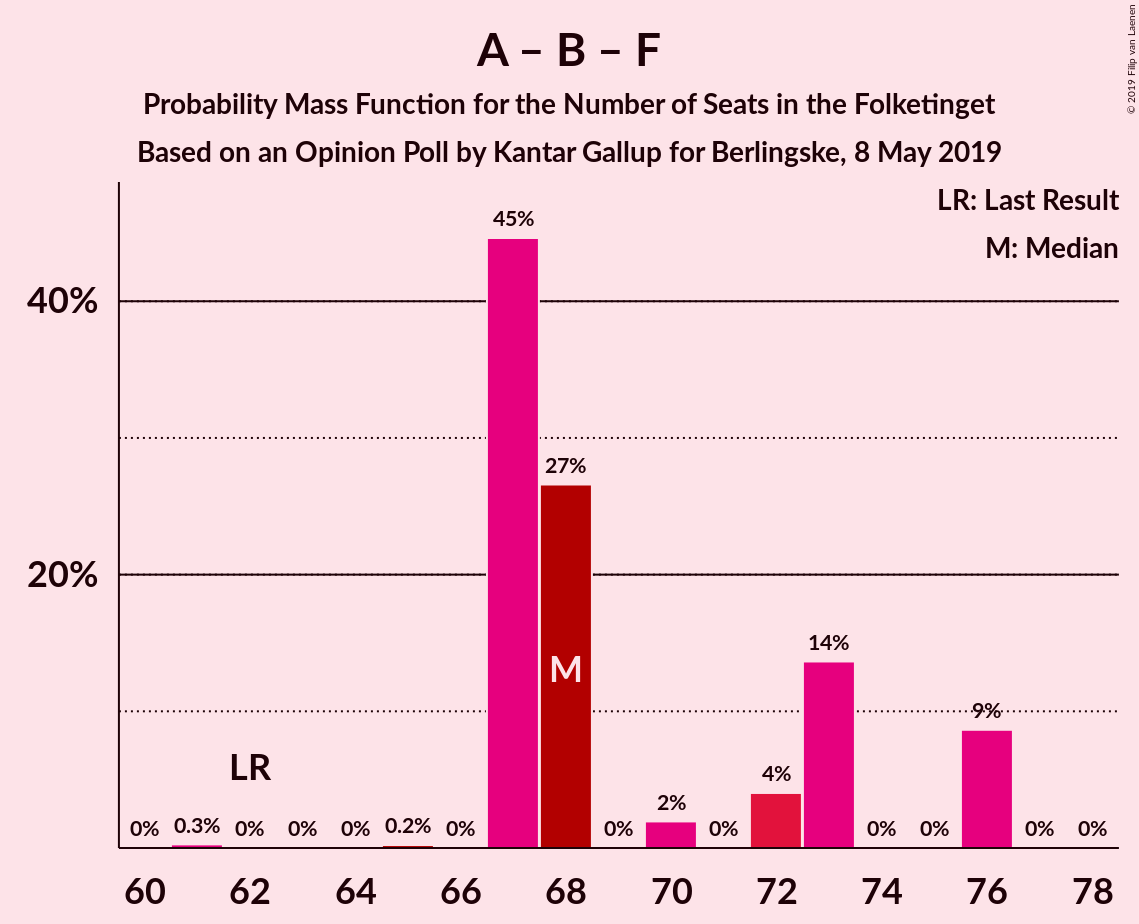 A – B – F
Probability Mass Function for the Number of Seats in the Folketinget
Based on an Opinion Poll by Kantar Gallup for Berlingske, 8 May 2019
© 2019 Filip van Laenen
LR: Last Result
M: Median
45%
40%
27%
20%
M
14%
9%
LR
4%
2%
0% 0.3% 0% 0% 0% 0.2% 0% 0% 0% 0% 0% 0% 0%
60 62 64 66 68 70 72 74 76 78